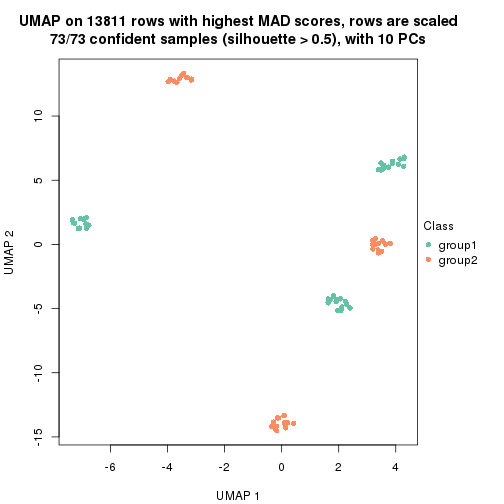 UMAP on 13811 rows with highest MAD scores, rows are scaled
73/73 confident samples (silhouette > 0.5), with 10 PCs
10
5
0
-5
-10
-15
UMAP 2
-6
-4
-2
0
2
4
UMAP 1
Class
group1
group2